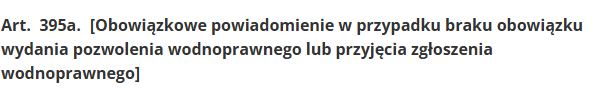 Art. 395a. [Obowiązkowe powiadomienie w przypadku braku obowiązku
wydania pozwolenia wodnoprawnego lub przyjęcia zgłoszenia
wodnoprawnego]